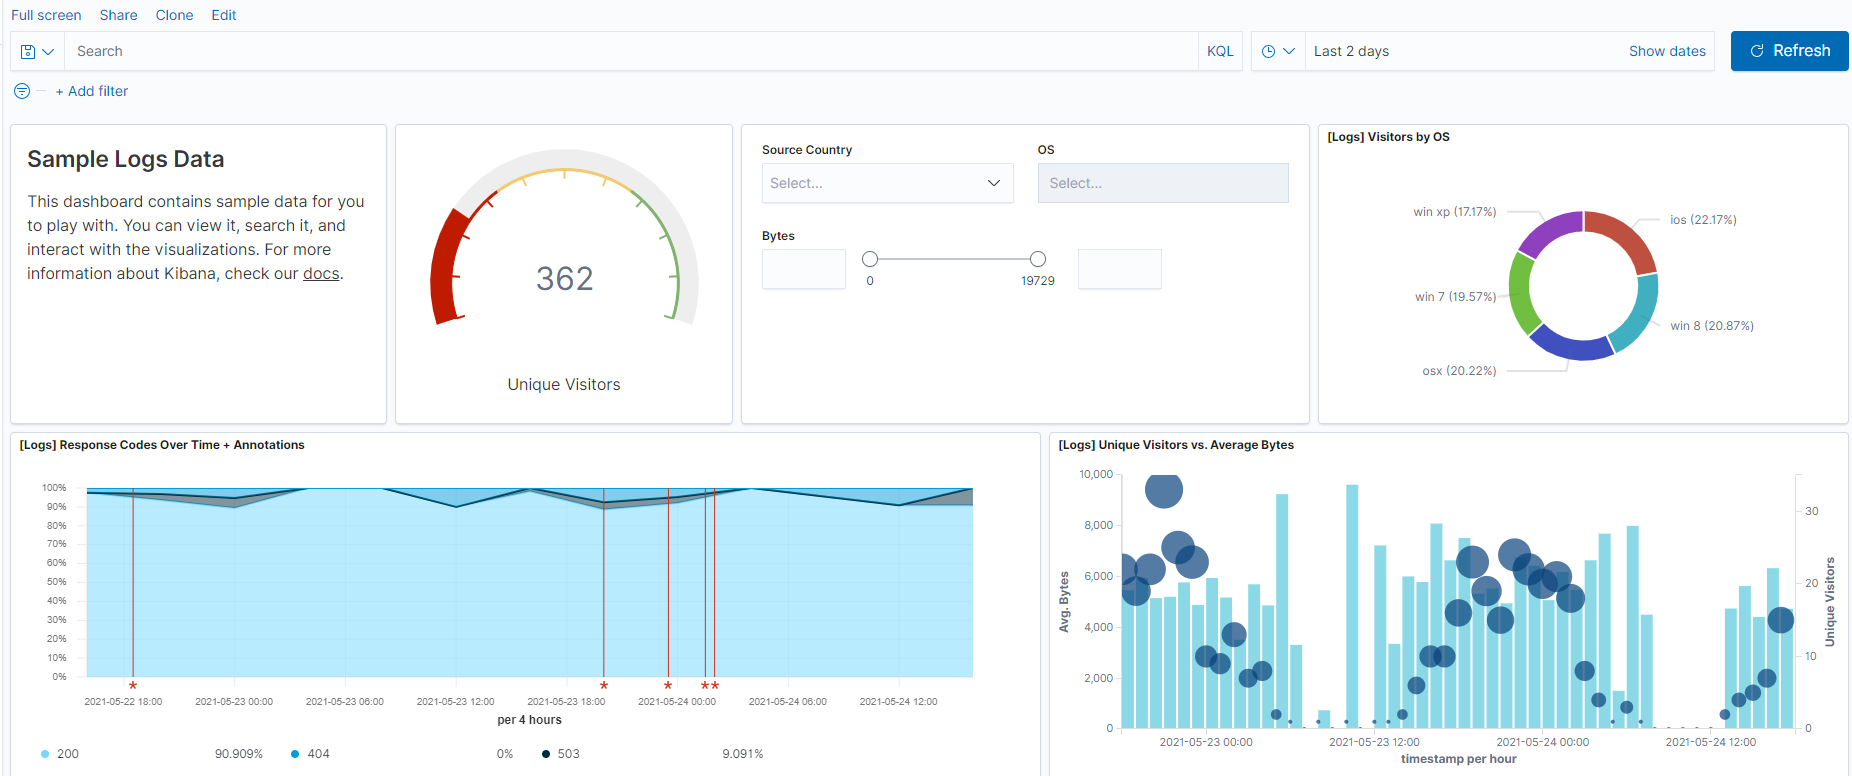 Full screen Share Clone Edit
Search KQL Last 2 days Show dates Refresh
+ Add filter
Sample Logs Data
This dashboard contains sample data for you
to play with. You can view it, search it, and
interact with the visualizations. For more
information about Kibana, check our docs.
362
Unique Visitors
Source Country OS
Select... Select...
Bytes
0 19729
[Logs] Visitors by OS
win xp (17.17%) ios (22.17%)
win 7 (19.57%)
win 8 (20.87%)
osx (20.22%)
[Logs] Response Codes Over Time + Annotations
100%
90%
80%
70%
60%
50%
40%
30%
20%
10%
0%
* * * * *
2021-05-22 18:00 2021-05-23 00:00 2021-05-23 06:00 2021-05-23 12:00 2021-05-23 18:00 2021-05-24 00:00 2021-05-24 06:00 2021-05-24 12:00
per 4 hours
200 90.909% 404 0% 503 9.091%
[Logs] Unique Visitors vs. Average Bytes
Avg. Bytes
10,000
8,000
6,000
4,000
2,000
0
30
20
10
0
Unique Visitors
2021-05-23 00:00 2021-05-23 12:00 2021-05-24 00:00 2021-05-24 12:00
timestamp per hour